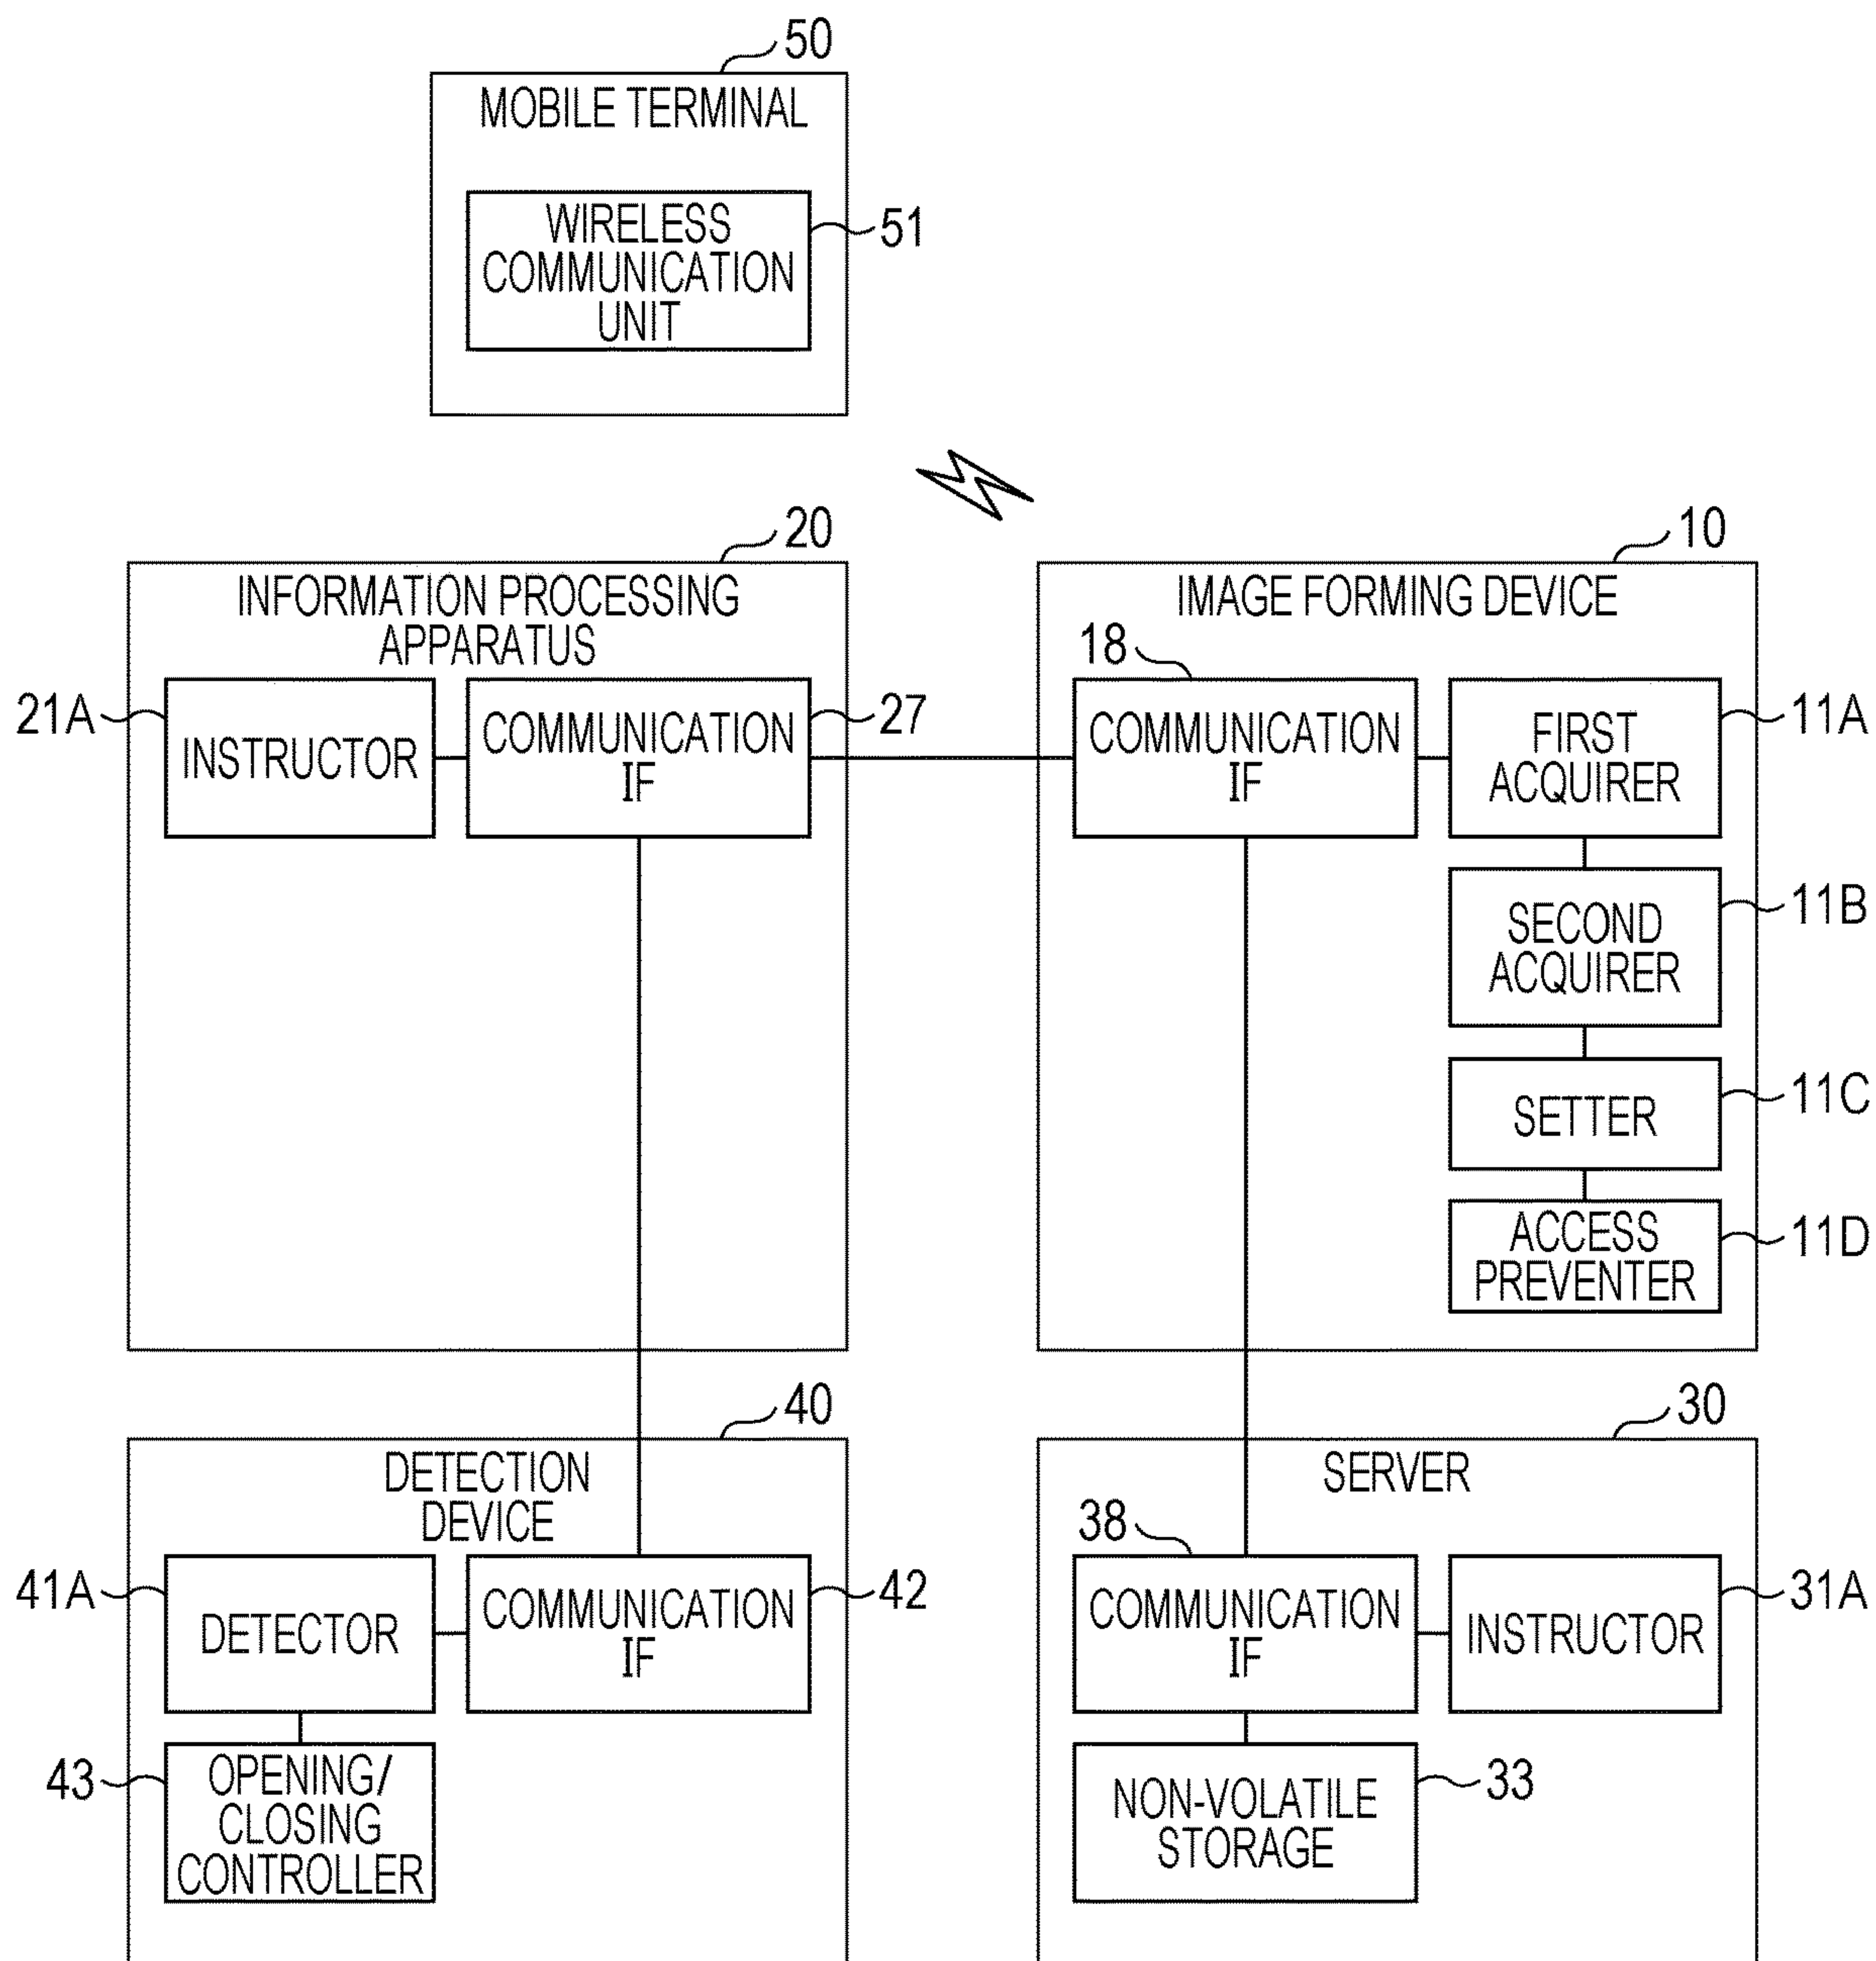 50
MOBILE TERMINAL
WIRELESS
COMMUNICATION
UNIT
51
20
INFORMATION PROCESSING
APPARATUS
21A
INSTRUCTOR
COMMUNICATION
IF
27
10
IMAGE FORMING DEVICE
18
COMMUNICATION
IF
FIRST
ACQUIRER
11A
SECOND
ACQUIRER
11B
SETTER
11C
ACCESS
PREVENTER
11D
40
DETECTION
DEVICE
41A
DETECTOR
COMMUNICATION
IF
42
43
OPENING/
CLOSING
CONTROLLER
30
SERVER
38
COMMUNICATION
IF
INSTRUCTOR
31A
NON-VOLATILE
STORAGE
33